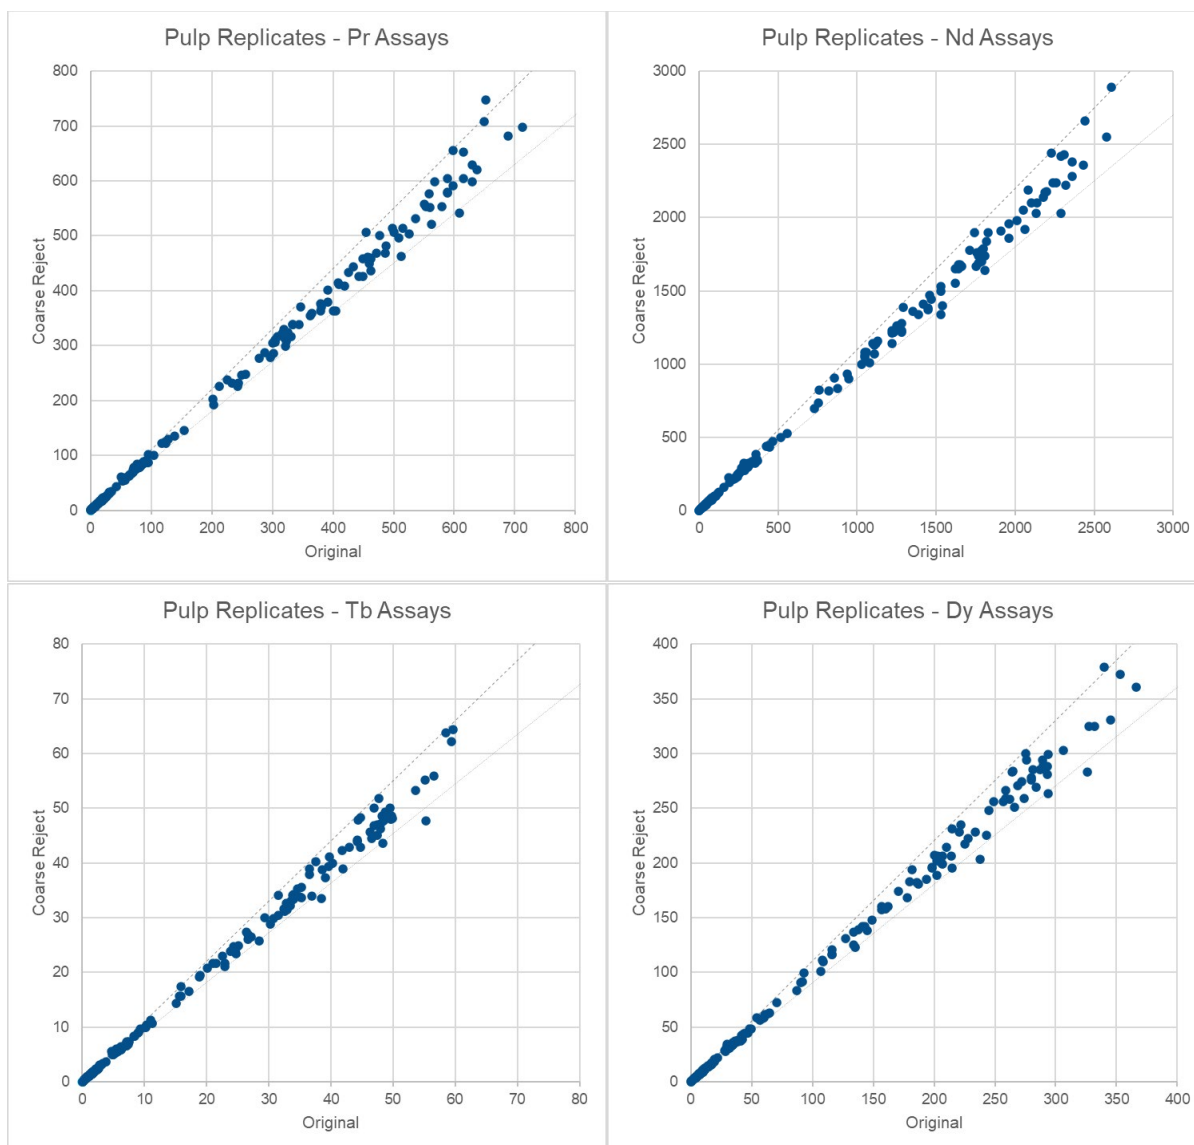 Pulp Replicates - Pr Assays
800
700
600
500
400
300
200
100
0
Coarse Reject
0 100 200 300 400 500 600 700 800
Original
Pulp Replicates - Nd Assays
3000
2500
2000
1500
1000
500
0
Coarse Reject
0 500 1000 1500 2000 2500 3000
Original
Pulp Replicates - Tb Assays
80
70
60
50
40
30
20
10
0
Coarse Reject
0 10 20 30 40 50 60 70 80
Original
Pulp Replicates - Dy Assays
400
350
300
250
200
150
100
50
0
Coarse Reject
0 50 100 150 200 250 300 350 400
Original